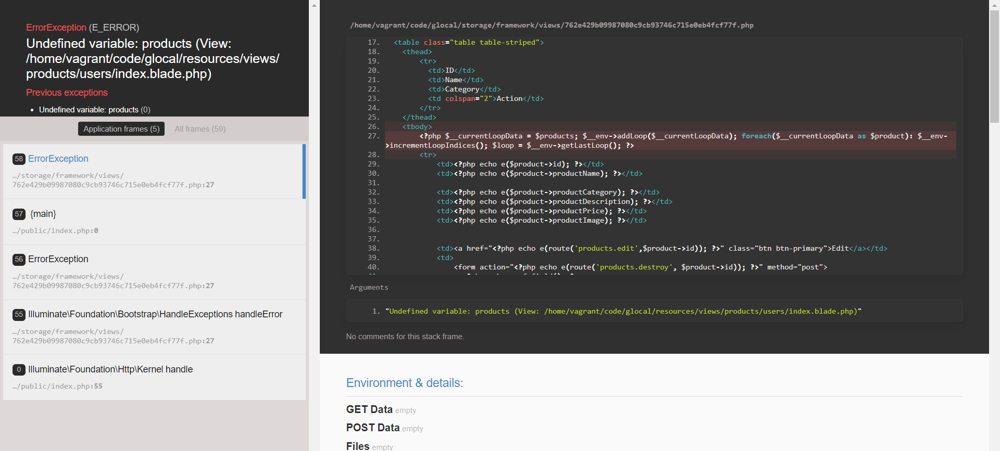 ErrorException (E_ERROR)
Undefined variable: products (View:
/home/vagrant/code/glocal/resources/views/
products/users/index.blade.php)
Previous exceptions
• Undefined variable: products (0)
Application frames (5) All frames (59)
58 ErrorException
…/storage/framework/views/
762e429b09987080c9cb93746c715e0eb4fcf77f.php:27
57 {main}
…/public/index.php:0
56 ErrorException
…/storage/framework/views/
762e429b09987080c9cb93746c715e0eb4fcf77f.php:27
55 Illuminate\Foundation\Bootstrap\HandleExceptions handleError
…/storage/framework/views/
762e429b09987080c9cb93746c715e0eb4fcf77f.php:27
0 Illuminate\Foundation\Http\Kernel handle
…/public/index.php:55
/home/vagrant/code/glocal/storage/framework/views/762e429b09987080c9cb93746c715e0eb4fcf77f.php
17. <table class="table table-striped">
18. <thead>
19. <tr>
20. <td>ID</td>
21. <td>Name</td>
22. <td>Category</td>
23. <td colspan="2">Action</td>
24. </tr>
25. </thead>
26. <tbody>
27. <?php $__currentLoopData = $products; $__env->addLoop($__currentLoopData); foreach($__currentLoopData as $product): $__env-
>incrementLoopIndices(); $loop = $__env->getLastLoop(); ?>
28. <tr>
29. <td><?php echo e($product->id); ?></td>
30. <td><?php echo e($product->productName); ?></td>
31.
32. <td><?php echo e($product->productCategory); ?></td>
33. <td><?php echo e($product->productDescription); ?></td>
34. <td><?php echo e($product->productPrice); ?></td>
35. <td><?php echo e($product->productImage); ?></td>
36.
37.
38. <td><a href="<?php echo e(route('products.edit',$product->id)); ?>" class="btn btn-primary">Edit</a></td>
39. <td>
40. <form action="<?php echo e(route('products.destroy', $product->id)); ?>" method="post">
Arguments
1. "Undefined variable: products (View: /home/vagrant/code/glocal/resources/views/products/users/index.blade.php)"
No comments for this stack frame.
Environment & details:
GET Data empty
POST Data empty
Files empty